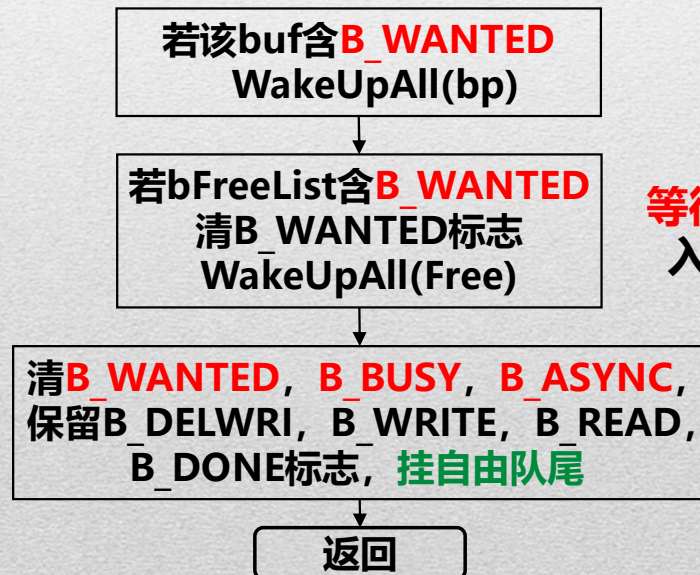 若该buf含B_WANTED
WakeUpAll(bp)
若bFreeList含B_WANTED
清B_WANTED标志
WakeUpAll(Free)
等
入
清B_WANTED，B_BUSY，B_ASYNC，
保留B_DELWRI，B_WRITE，B_READ，
B_DONE标志，挂自由队尾
返回